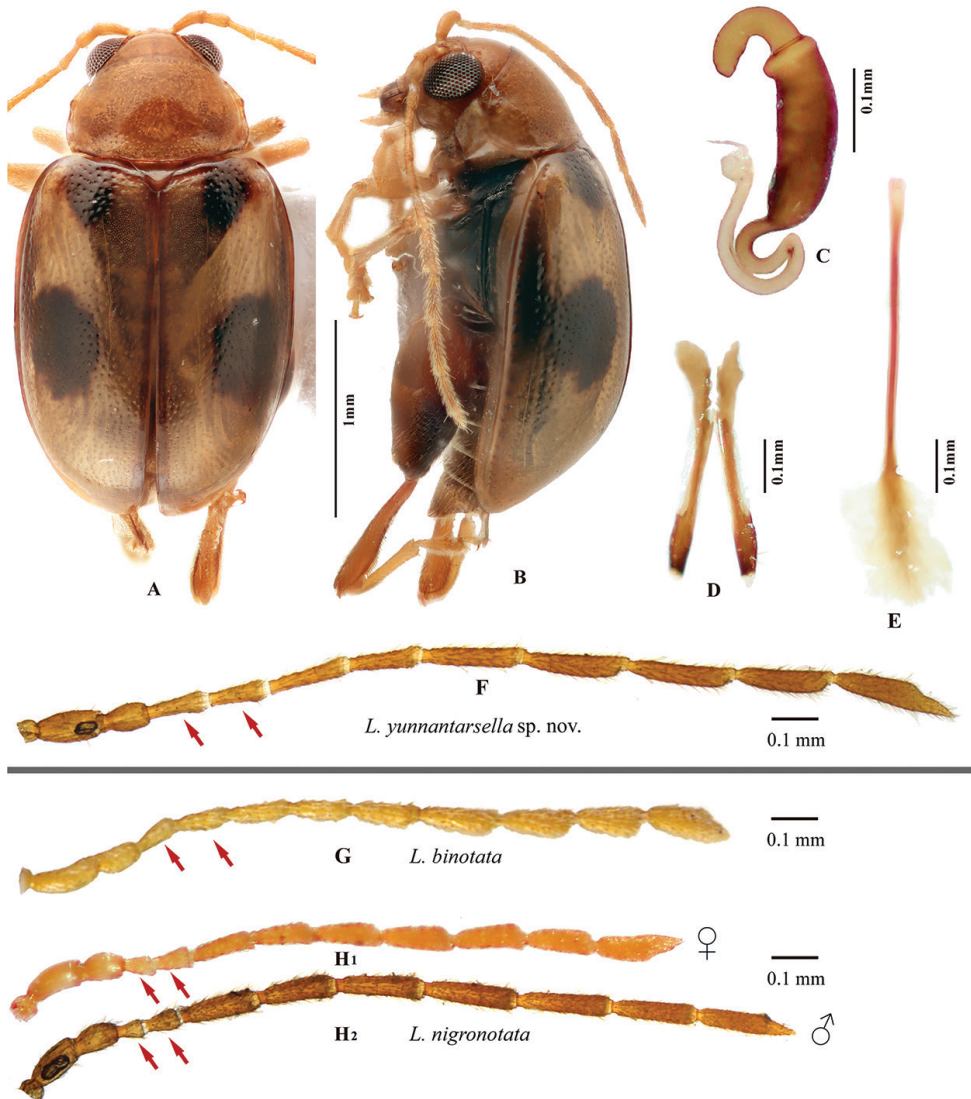 A
B
1mm
C
0.1mm
D
0.1mm
E
0.1mm
F
L. yunnantarsella sp. nov.
0.1 mm
G
L. binotata
0.1 mm
H1
♀
0.1 mm
H2
L. nigronotata
♂